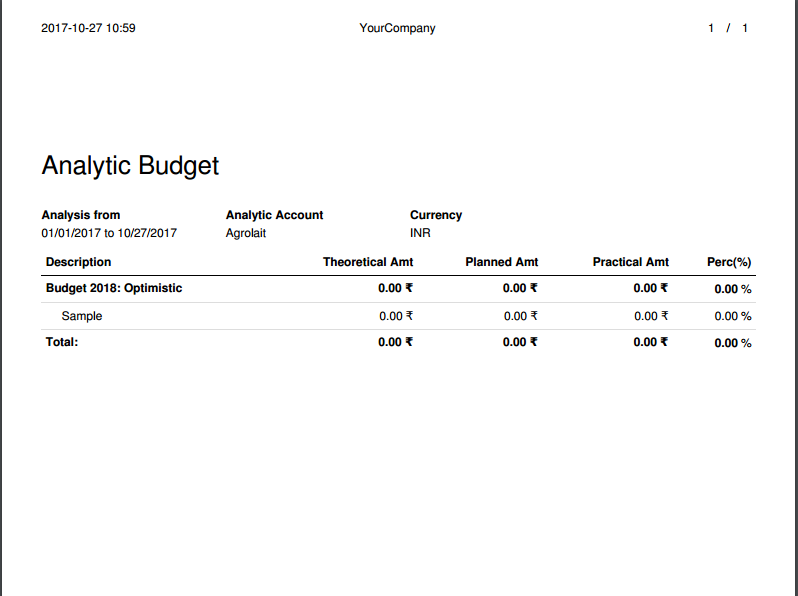 2017-10-27 10:59 YourCompany 1 / 1
Analytic Budget
Analysis from Analytic Account Currency
01/01/2017 to 10/27/2017 Agrolait INR
Description Theoretical Amt Planned Amt Practical Amt Perc(%)
Budget 2018: Optimistic 0.00 ₹ 0.00 ₹ 0.00 ₹ 0.00 %
Sample 0.00 ₹ 0.00 ₹ 0.00 ₹ 0.00 %
Total: 0.00 ₹ 0.00 ₹ 0.00 ₹ 0.00 %